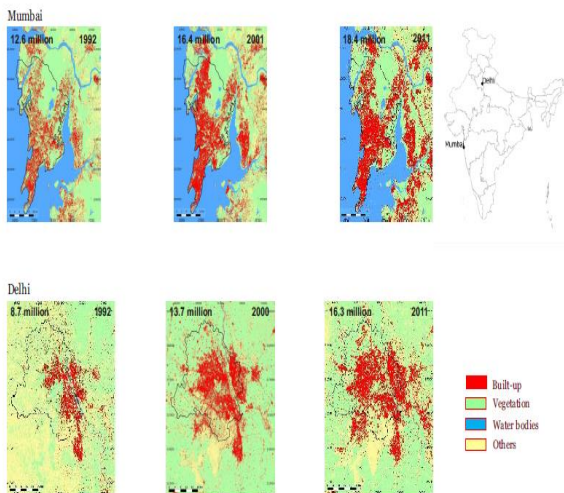 Mumbai
12.6 million 1992
16.4 million 2001
18.4 million 2011
Delhi
Mumbai
Delhi
8.7 million 1992
13.7 million 2000
16.3 million 2011
Built-up
Vegetation
Water bodies
Others